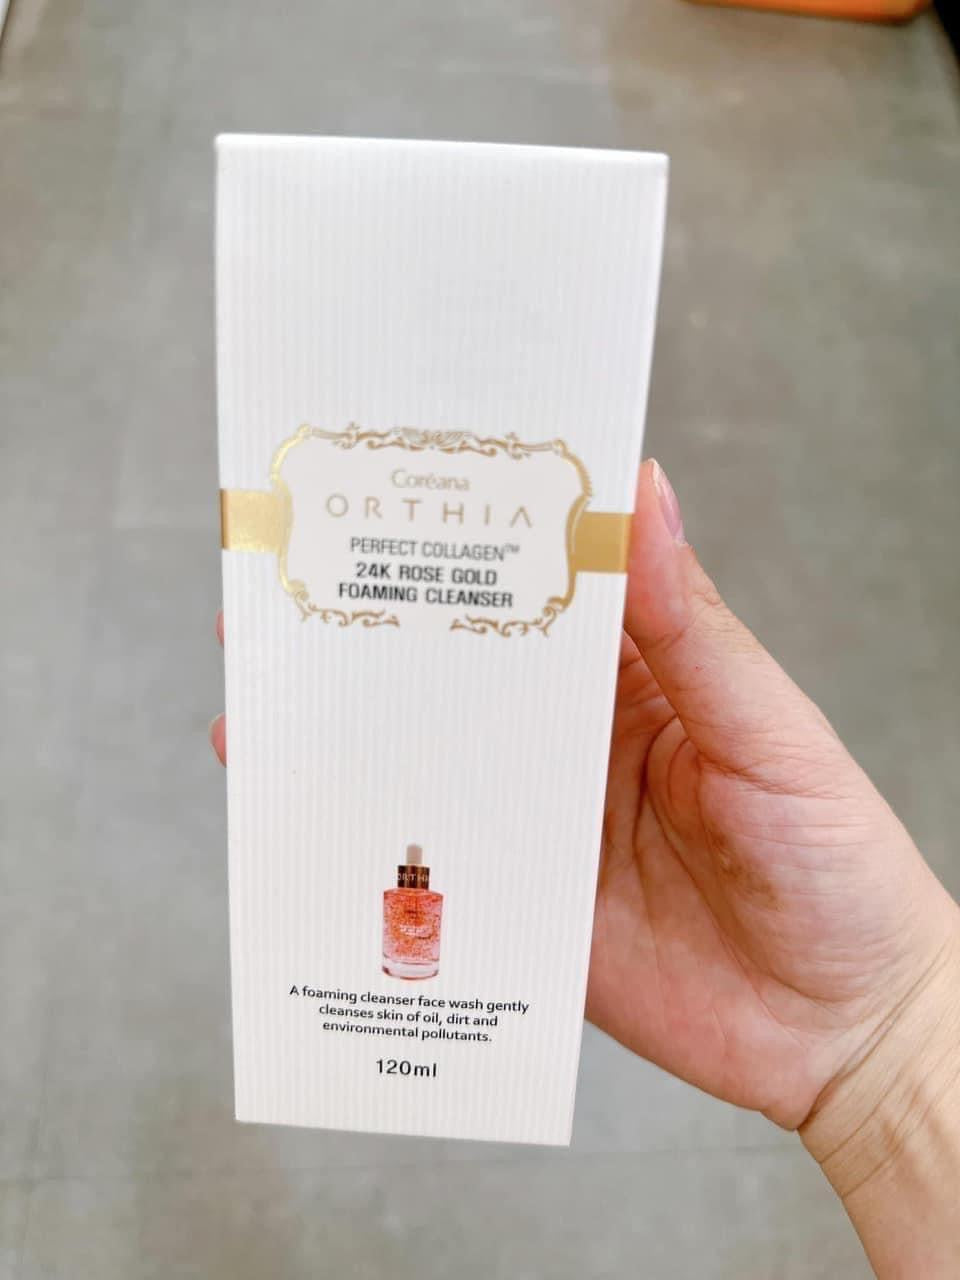 Coréana
ORTHIA
PERFECT COLLAGEN™
24K ROSE GOLD
FOAMING CLEANSER
ORTHIA
A foaming cleanser face wash gently
cleanses skin of oil, dirt and
environmental pollutants.
120ml